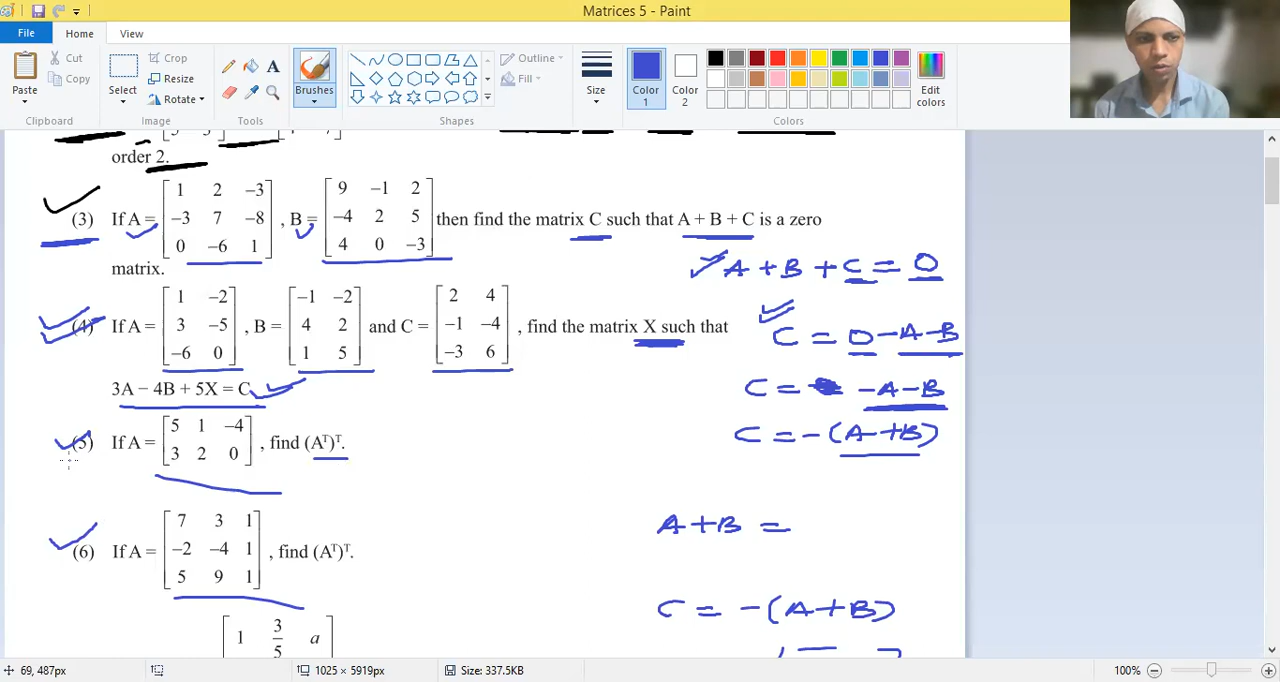 Matrices 5 - Paint
File Home View
Paste
Cut
Copy
Clipboard
Select
Crop
Resize
Rotate
Image
A
Tools
Brushes
Outline
Fill
Shapes
Size
Color 1
Color 2
Edit colors
Colors
order 2.
(3) If A = [1 2 –3
–3 7 –8
0 –6 1] , B = [9 –1 2
–4 2 5
4 0 –3] then find the matrix C such that A + B + C is a zero
matrix.
A + B + C = 0
(4) If A = [1 –2
3 –5
–6 0] , B = [–1 –2
4 2
1 5] and C = [2 4
–1 –4
–3 6] , find the matrix X such that
3A – 4B + 5X = C
C = 0 - A - B
C = - A - B
C = - (A + B)
(5) If A = [5 1 –4
3 2 0] , find (Aᵀ)ᵀ.
A + B =
(6) If A = [7 3 1
–2 –4 1
5 9 1] , find (Aᵀ)ᵀ.
C = - (A + B)
1 3/5 a
69, 487px
1025 × 5919px
Size: 337.5KB
100%